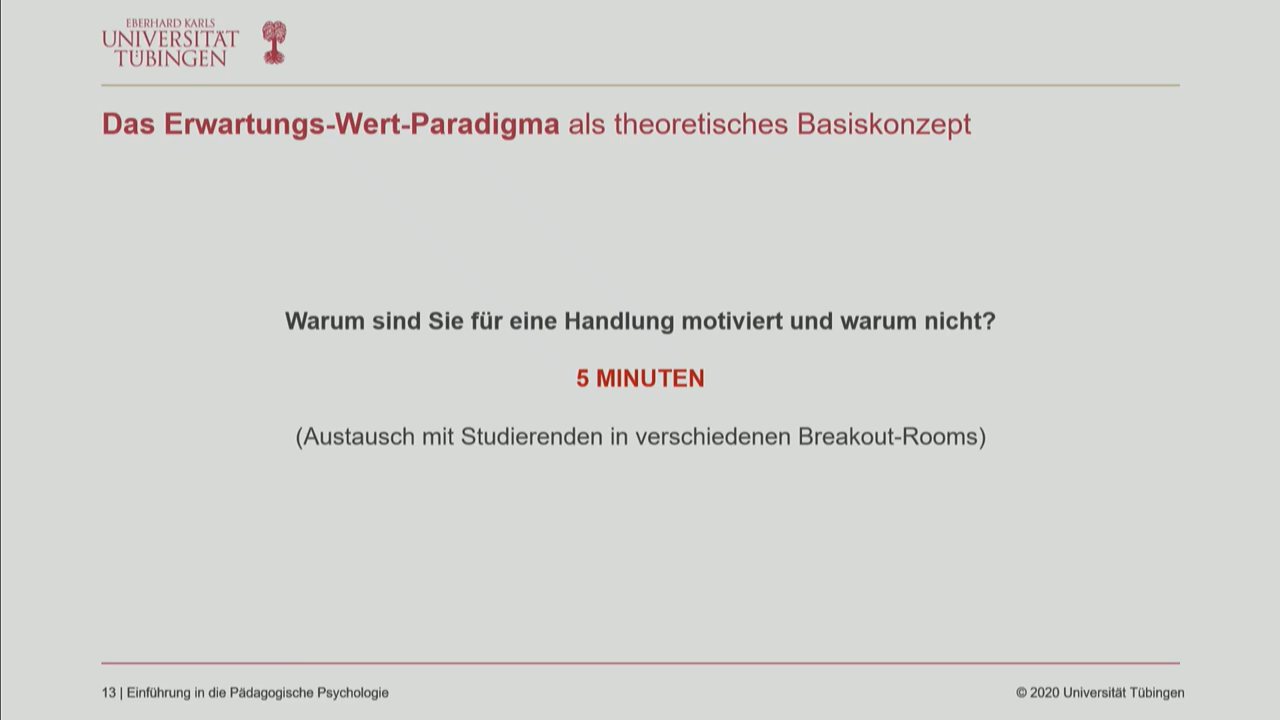 EBERHARD KARLS
UNIVERSITÄT
TÜBINGEN
Das Erwartungs-Wert-Paradigma als theoretisches Basiskonzept
Warum sind Sie für eine Handlung motiviert und warum nicht?
5 MINUTEN
(Austausch mit Studierenden in verschiedenen Breakout-Rooms)
13 | Einführung in die Pädagogische Psychologie
© 2020 Universität Tübingen